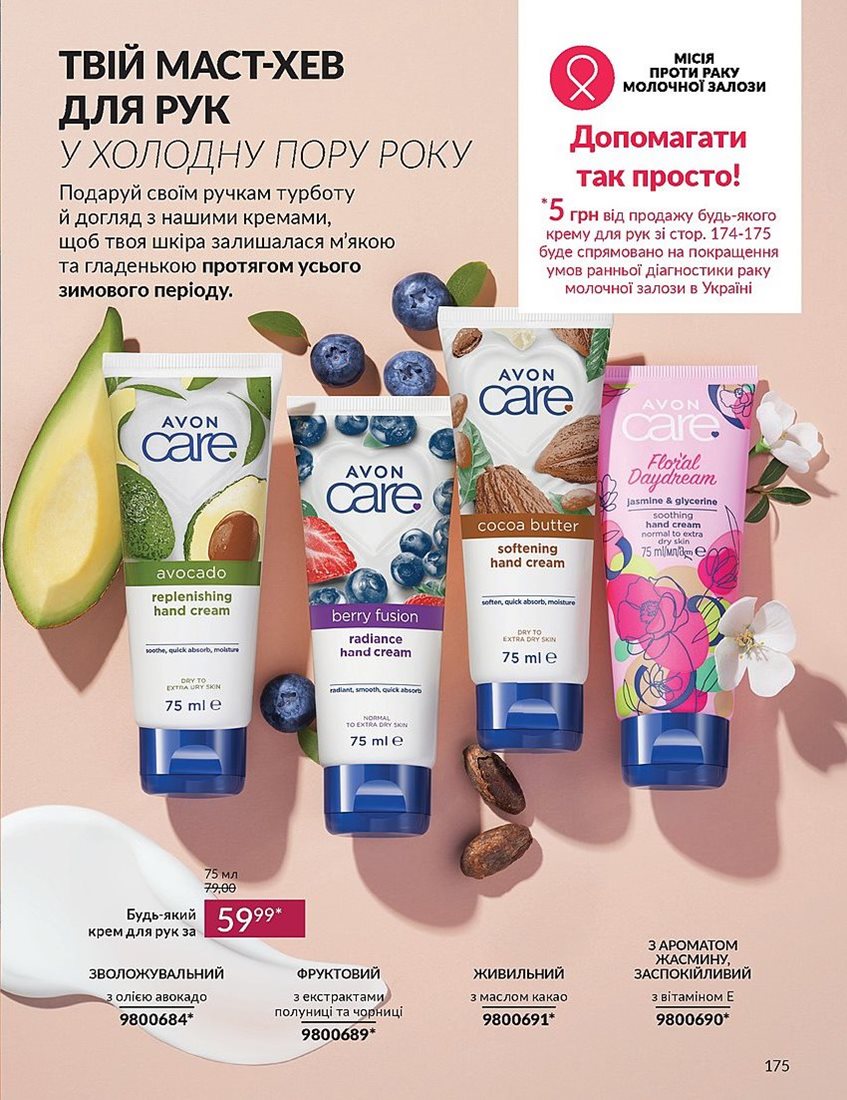 ТВІЙ МАСТ-ХЕВ
ДЛЯ РУК
У ХОЛОДНУ ПОРУ РОКУ
Подаруй своїм ручкам турботу
й догляд з нашими кремами,
щоб твоя шкіра залишалася м’якою
та гладенькою протягом усього
зимового періоду.
МІСІЯ
ПРОТИ РАКУ
МОЛОЧНОЇ ЗАЛОЗИ
Допомагати
так просто!
*5 грн від продажу будь-якого
крему для рук зі стор. 174-175
буде спрямовано на покращення
умов ранньої діагностики раку
молочної залози в Україні
AVON
care
avocado
replenishing
hand cream
soothe, quick absorb, moisture
DRY TO
EXTRA DRY SKIN
75 ml e
AVON
care
berry fusion
radiance
hand cream
radiant, smooth, quick absorb
NORMAL
TO EXTRA DRY SKIN
75 ml e
AVON
care
cocoa butter
softening
hand cream
soften, quick absorb, moisture
DRY TO
EXTRA DRY SKIN
75 ml e
AVON
care
Floral
Daydream
jasmine & glycerine
soothing
hand cream
normal to extra
dry skin
75 ml/мл/მლ e
75 мл
79,00
Будь-який
крем для рук за
5999*
ЗВОЛОЖУВАЛЬНИЙ
з олією авокадо
9800684*
ФРУКТОВИЙ
з екстрактами
полуниці та чорниці
9800689*
ЖИВИЛЬНИЙ
з маслом какао
9800691*
З АРОМАТОМ
ЖАСМИНУ,
ЗАСПОКІЙЛИВИЙ
з вітаміном Е
9800690*
175